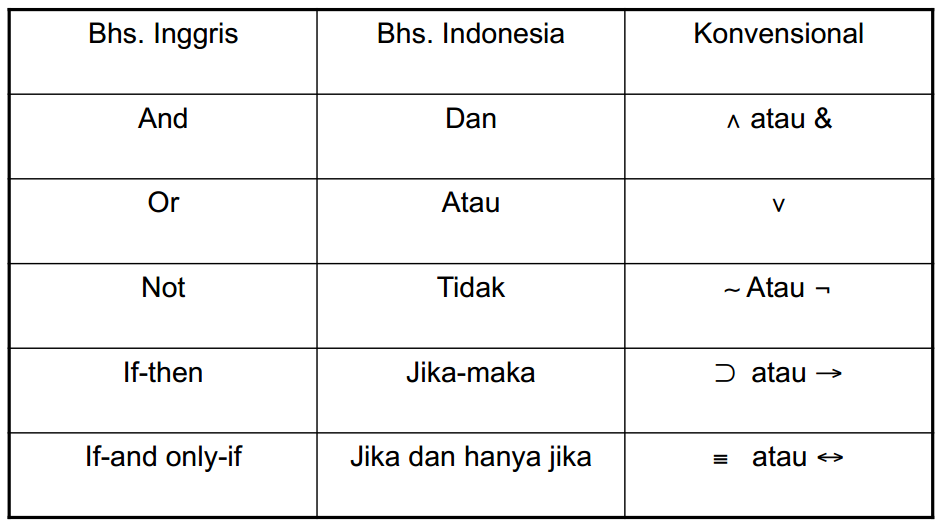 Bhs. Inggris Bhs. Indonesia Konvensional
And Dan ∧ atau &
Or Atau ∨
Not Tidak ~ Atau ¬
If-then Jika-maka ⊃ atau →
If-and only-if Jika dan hanya jika ≡ atau ↔